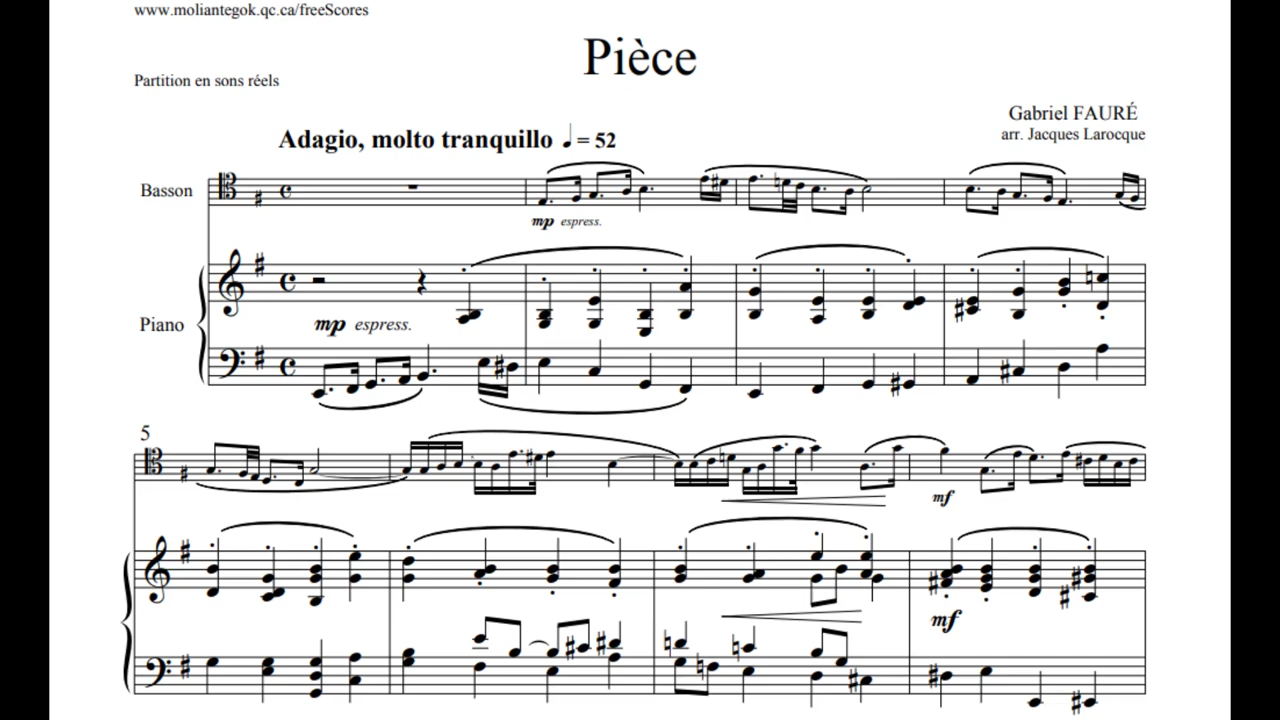 www.moliantegok.qc.ca/freeScores
Pièce
Partition en sons réels
Gabriel FAURÉ
arr. Jacques Larocque
Adagio, molto tranquillo = 52
Basson
mp espress.
Piano
mp espress.
5
mf
mf